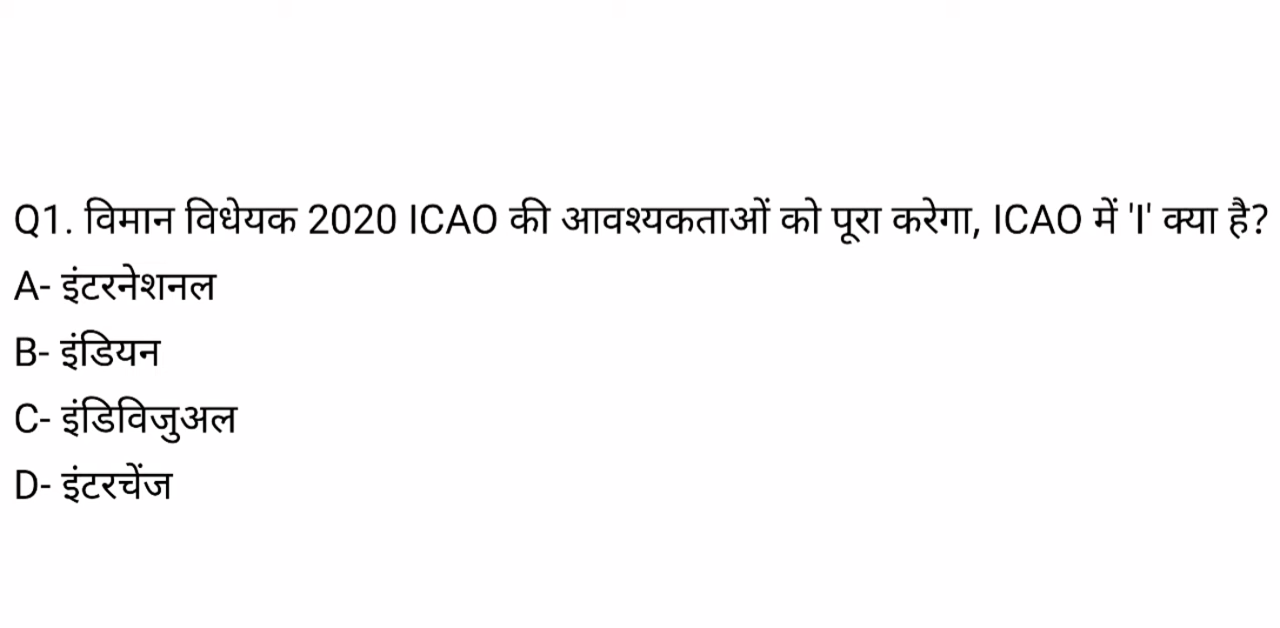 Q1. विमान विधेयक 2020 ICAO की आवश्यकताओं को पूरा करेगा, ICAO में 'I' क्या है?
A- इंटरनेशनल
B- इंडियन
C- इंडिविजुअल
D- इंटरचेंज